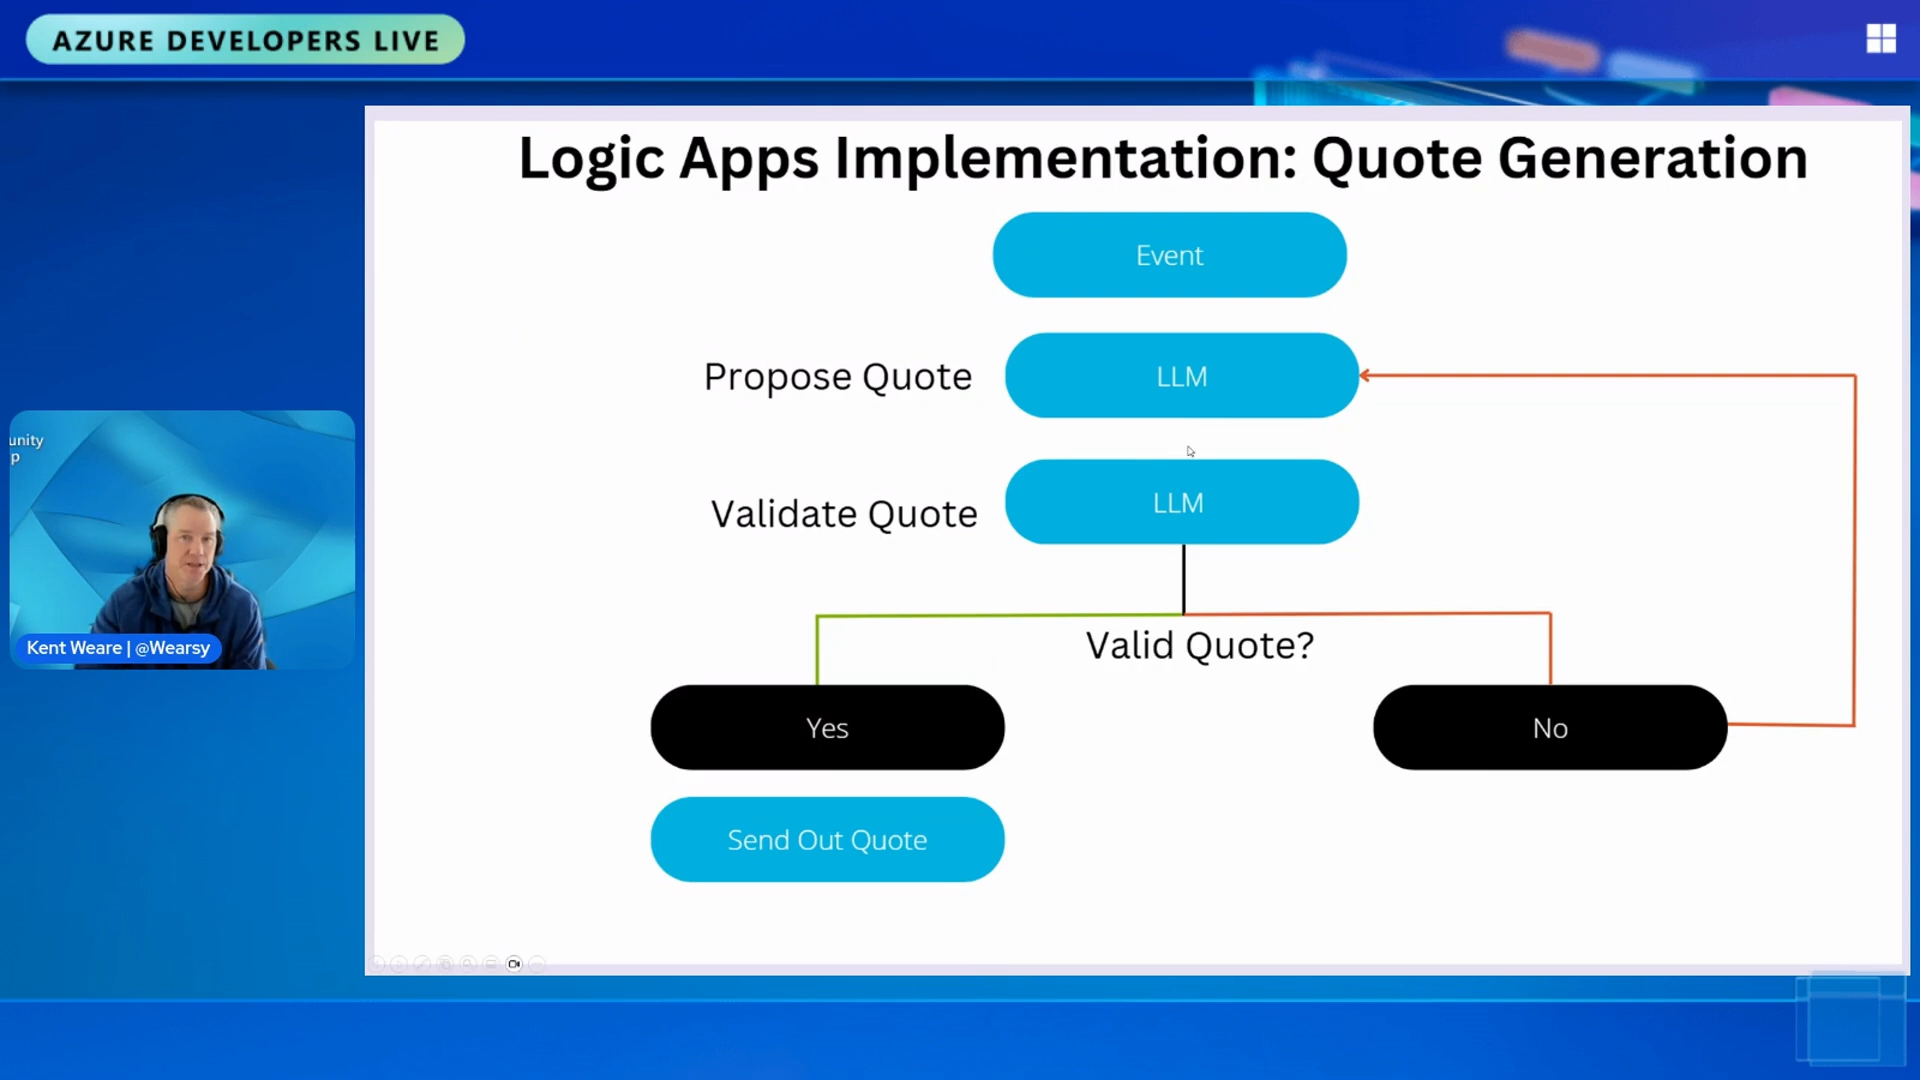 AZURE DEVELOPERS LIVE
Logic Apps Implementation: Quote Generation
Event
Propose Quote
LLM
Validate Quote
LLM
Valid Quote?
Yes
No
Send Out Quote
unity
p
Kent Weare | @Wearsy